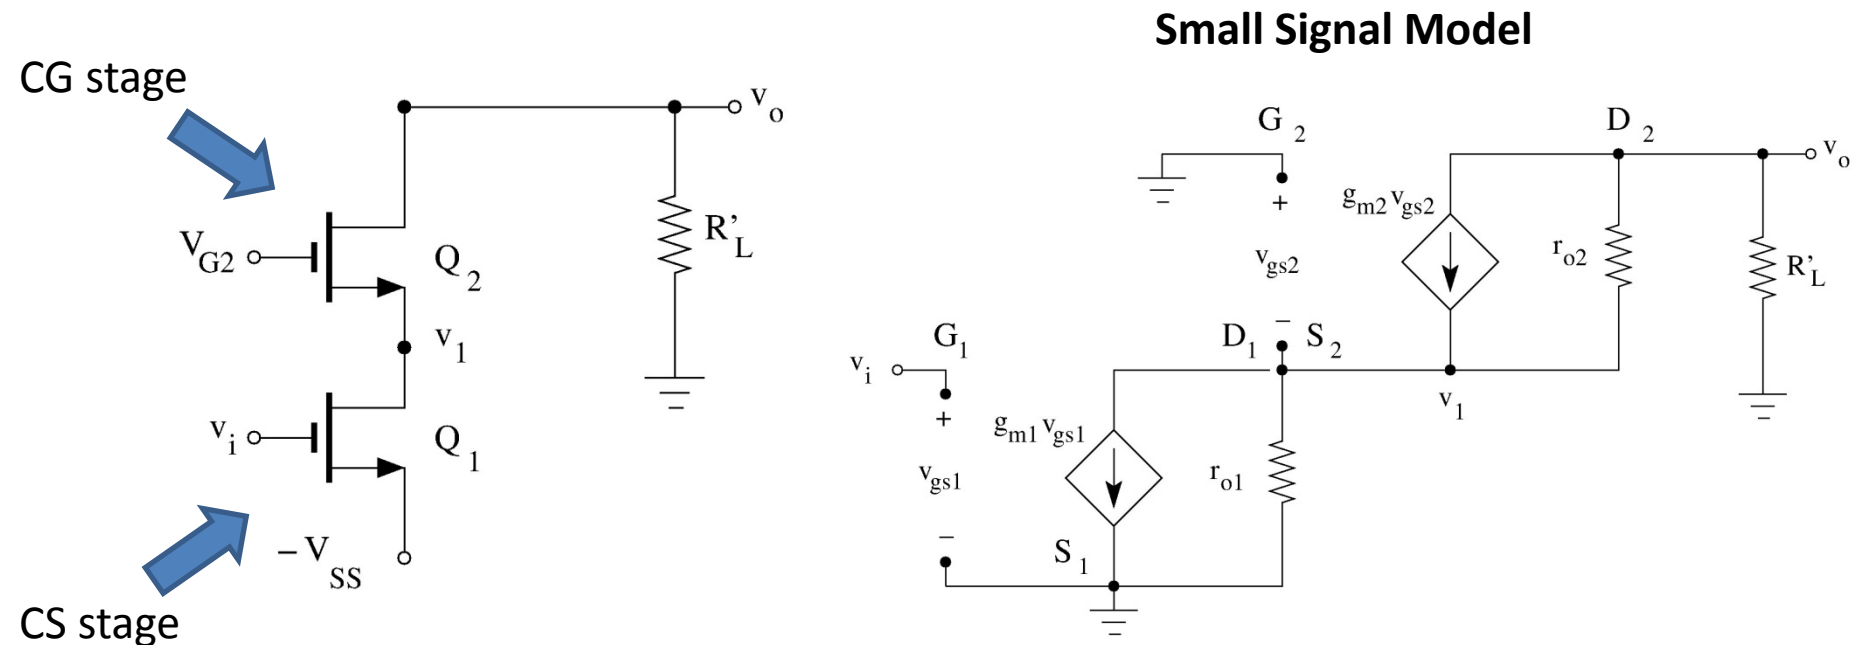 Small Signal Model
CG stage
vo
R'L
VG2
Q2
v1
vi
Q1
–VSS
CS stage
G2
+
vgs2
–
S2
D2
vo
gm2vgs2
ro2
R'L
v1
D1
vi
G1
+
vgs1
–
gm1vgs1
ro1
S1